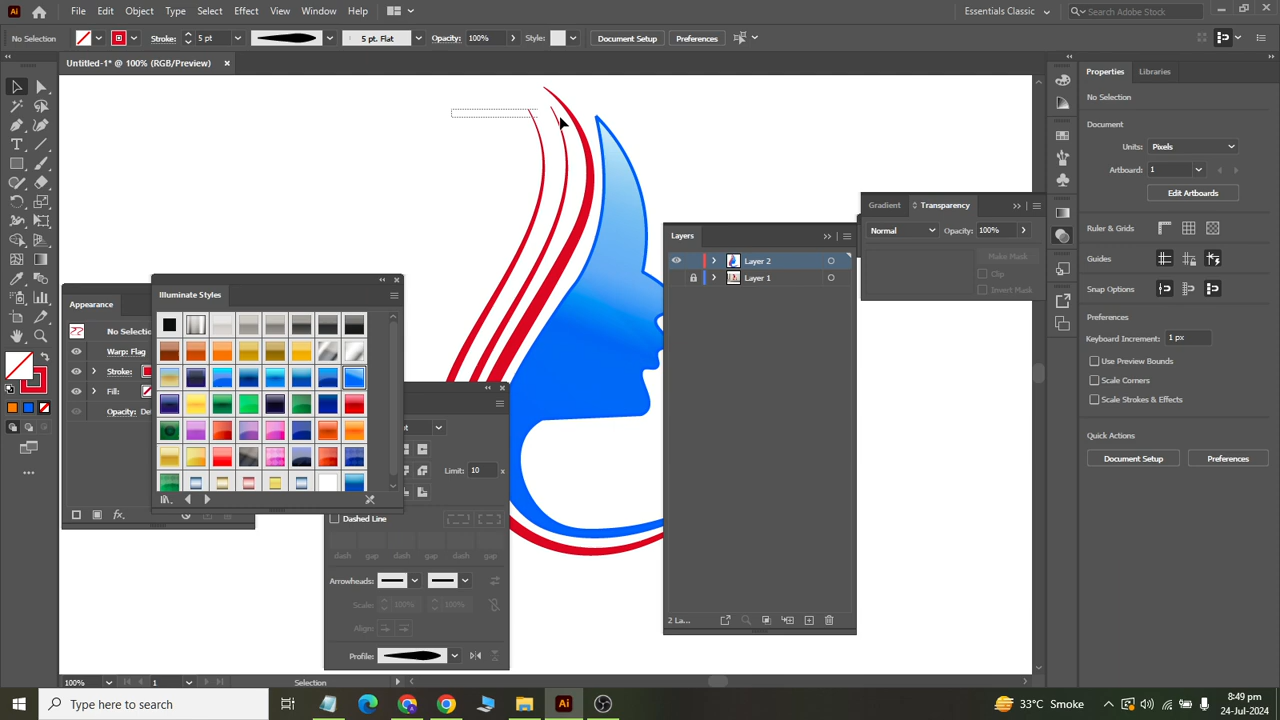 Ai File Edit Object Type Select Effect View Window Help Essentials Classic Search Adobe Stock
No Selection Stroke: 5 pt 5 pt. Flat Opacity: 100% Style: Document Setup Preferences
Untitled-1* @ 100% (RGB/Preview)
Properties Libraries
No Selection
Document
Units: Pixels
Artboard: 1
Edit Artboards
Ruler & Grids
Guides
Snap Options
Preferences
Keyboard Increment: 1 px
Use Preview Bounds
Scale Corners
Scale Strokes & Effects
Quick Actions
Document Setup Preferences
Gradient Transparency
Normal Opacity: 100%
Make Mask
Clip
Invert Mask
Layers
Layer 2
Layer 1
2 La...
Appearance
No Selectio
Warp: Flag
Stroke:
Fill:
Opacity: De
fx.
Illuminate Styles
Limit: 10 x
Dashed Line
dash gap dash gap dash gap
Arrowheads:
Scale: 100% 100%
Align:
Profile:
100% 1 Selection
Type here to search
Ai
33°C Smoke
8:49 pm
24-Jul-2024